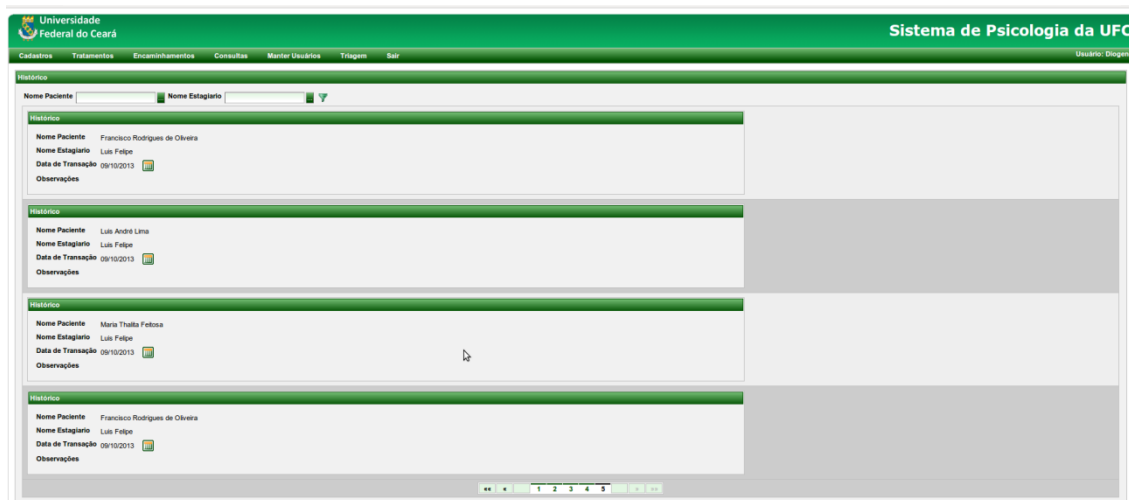 Universidade
Federal do Ceará
Sistema de Psicologia da UFC
Cadastros Tratamentos Encaminhamentos Consultas Manter Usuários Triagem Sair Usuário: Diogen
Histórico
Nome Paciente Nome Estagiario
Histórico
Nome Paciente Francisco Rodrigues de Oliveira
Nome Estagiario Luis Felipe
Data de Transação 09/10/2013
Observações
Histórico
Nome Paciente Luis André Lima
Nome Estagiario Luis Felipe
Data de Transação 09/10/2013
Observações
Histórico
Nome Paciente Maria Thalita Feitosa
Nome Estagiario Luis Felipe
Data de Transação 09/10/2013
Observações
Histórico
Nome Paciente Francisco Rodrigues de Oliveira
Nome Estagiario Luis Felipe
Data de Transação 09/10/2013
Observações
«« « 1 2 3 4 5 » »»